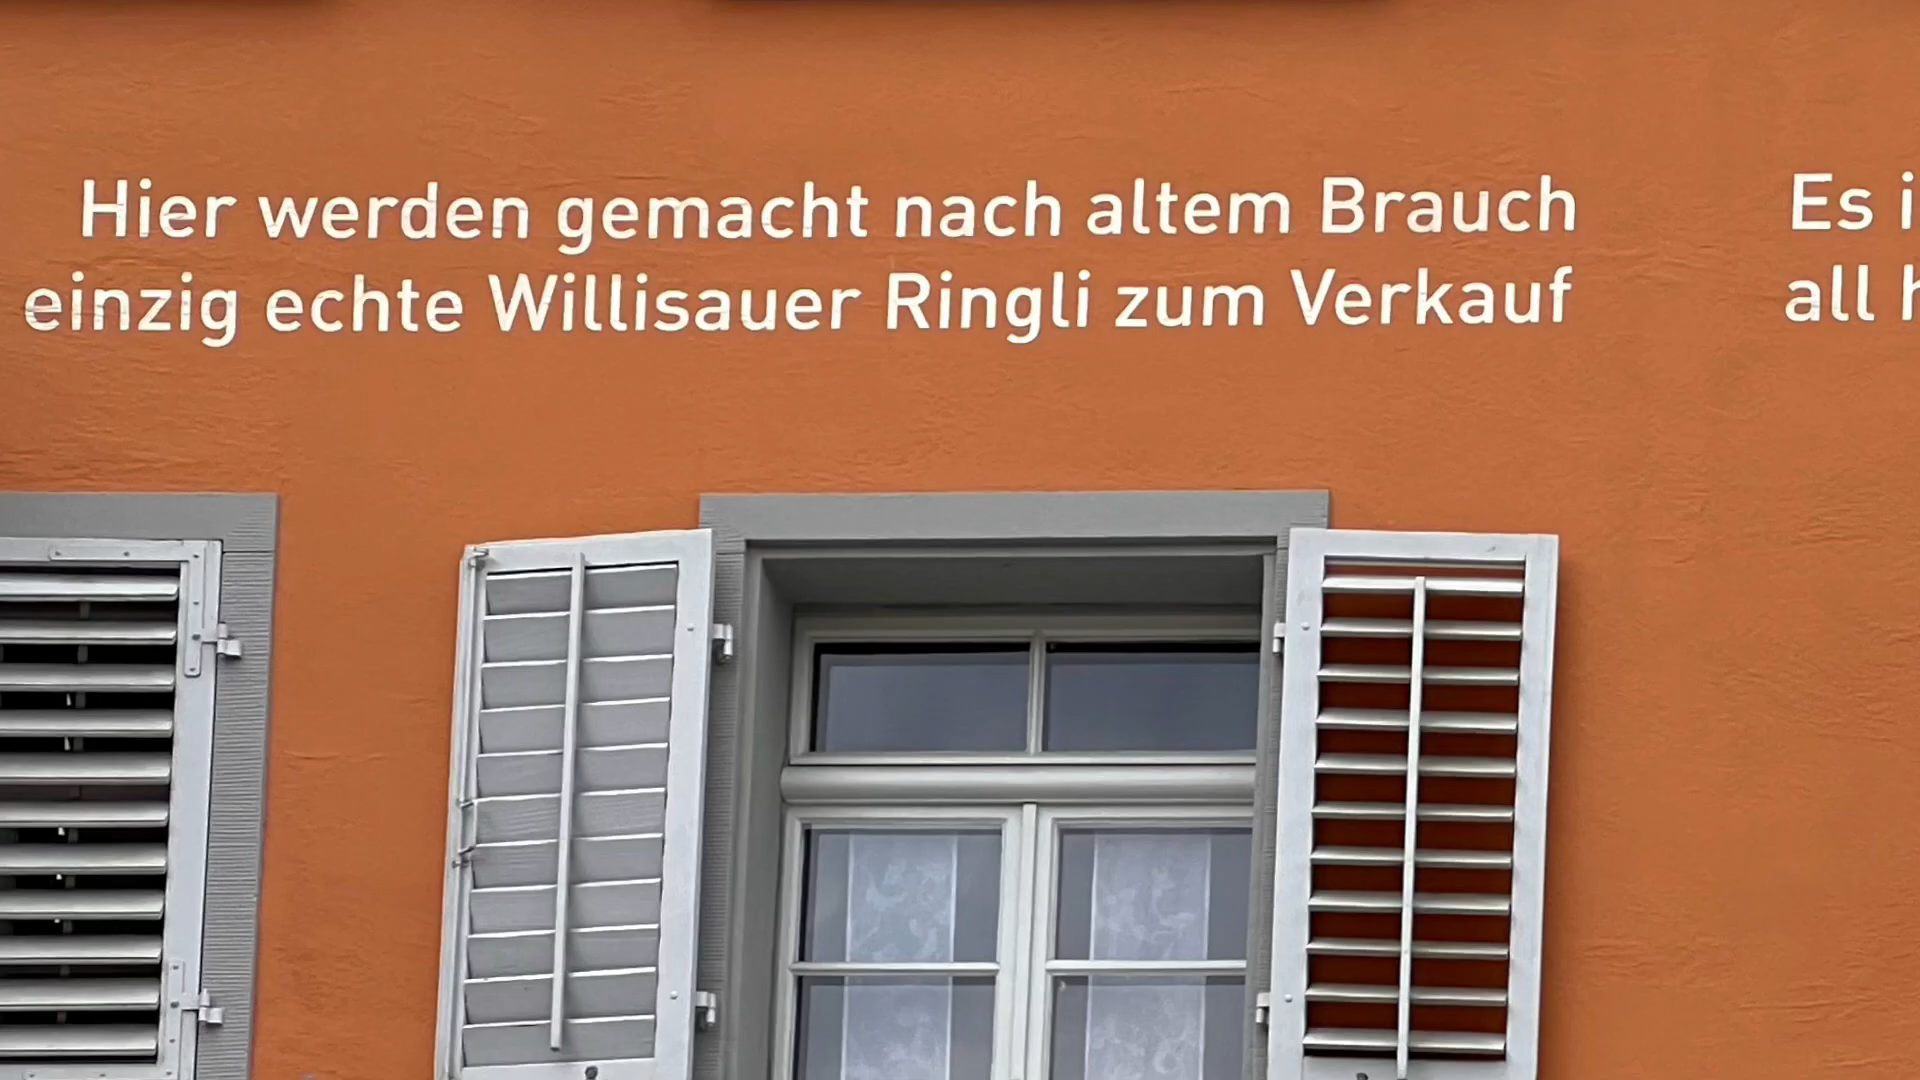 Hier werden gemacht nach altem Brauch
einzig echte Willisauer Ringli zum Verkauf
Es
all